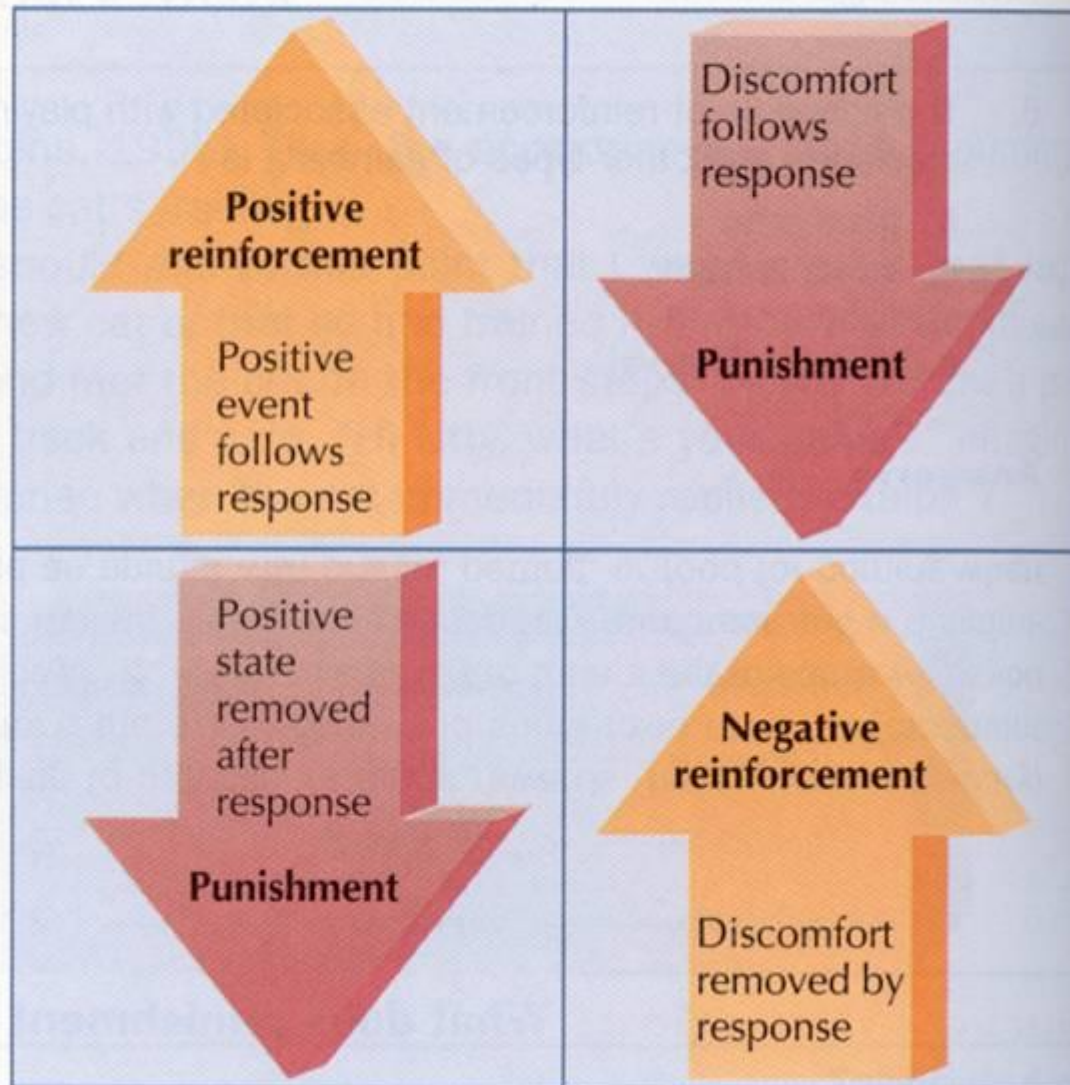 Positive
reinforcement
Positive
event
follows
response
Discomfort
follows
response
Punishment
Positive
state
removed
after
response
Punishment
Negative
reinforcement
Discomfort
removed by
response